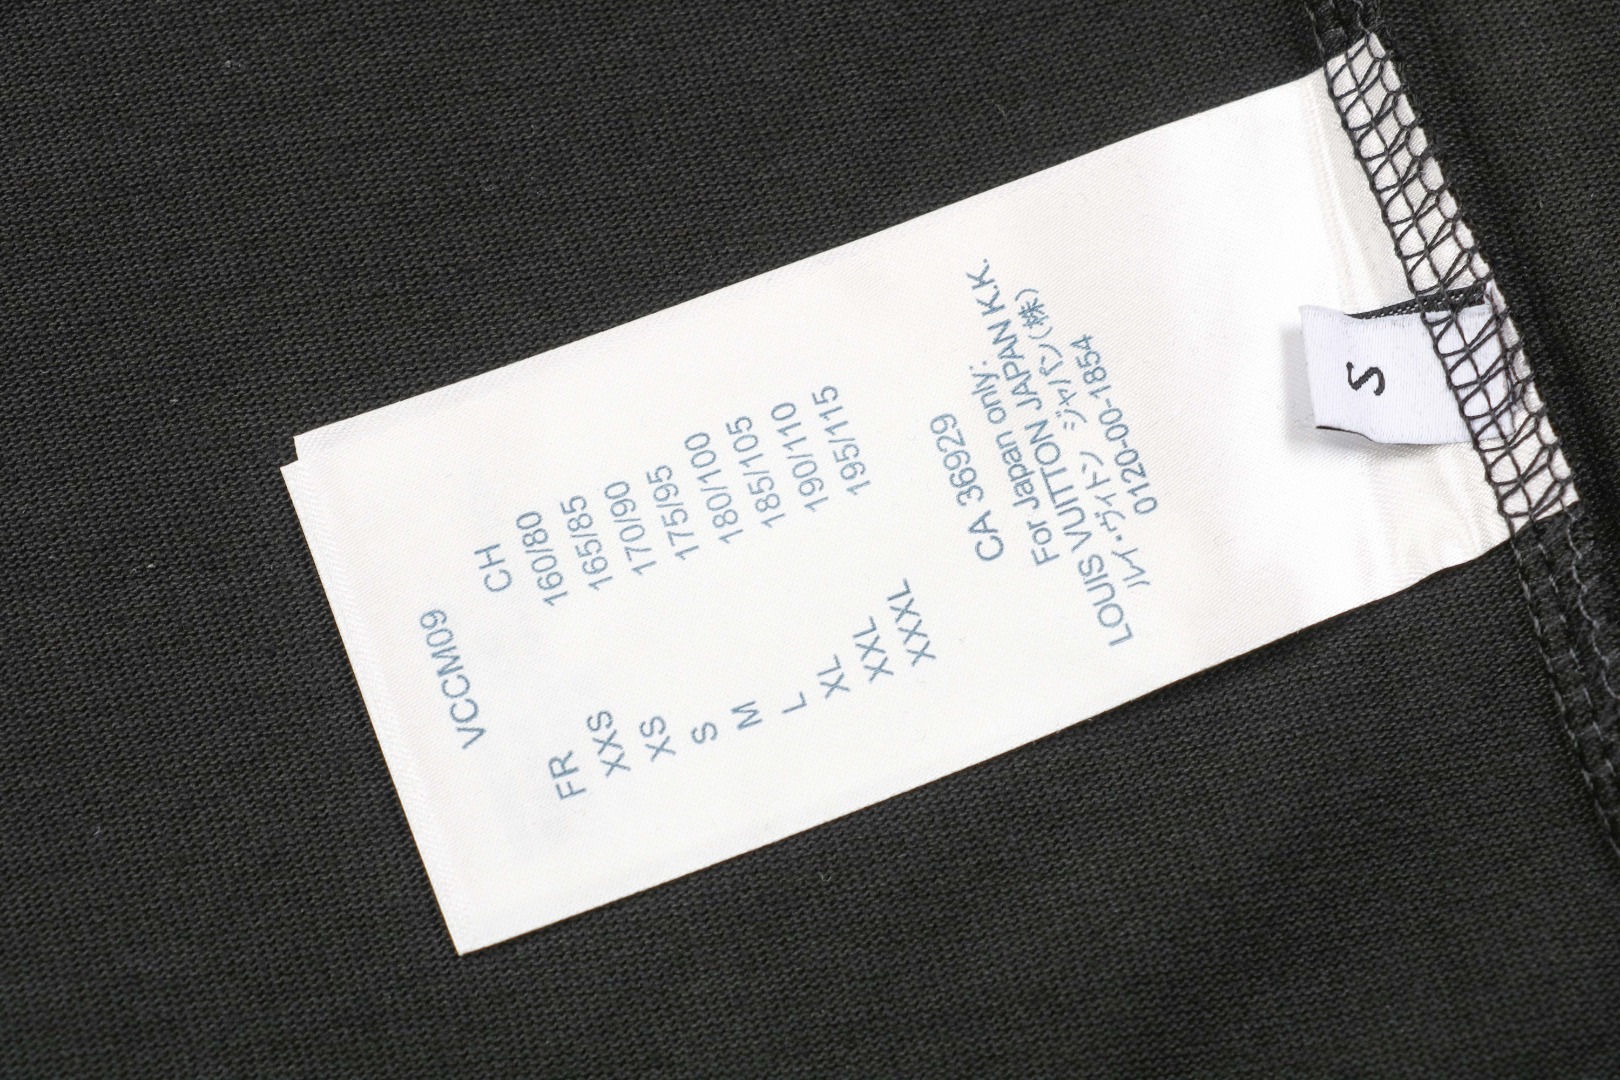 VCCM09
FR CH
XXS 160/80
XS 165/85
S 170/90
M 175/95
L 180/100
XL 185/105
XXL 190/110
XXXL 195/115
CA 36929
For Japan only:
LOUIS VUITTON JAPAN K.K.
ルイ・ヴィトン ジャパン(株)
0120-00-1854
S